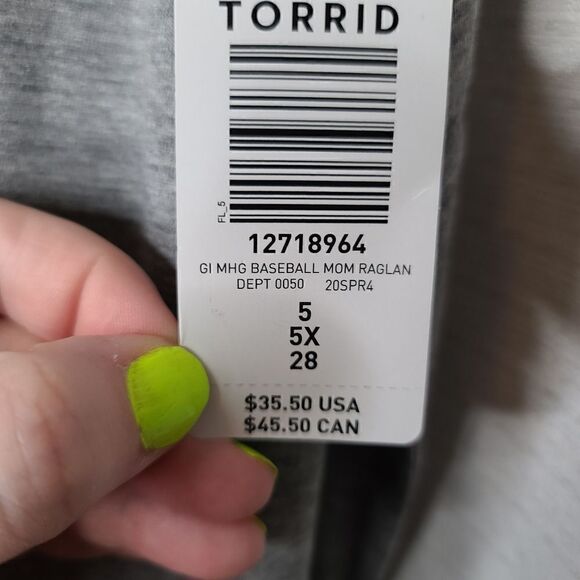 TORRID
FL_5
12718964
GI MHG BASEBALL MOM RAGLAN
DEPT 0050 20SPR4
5
5X
28
$35.50 USA
$45.50 CAN